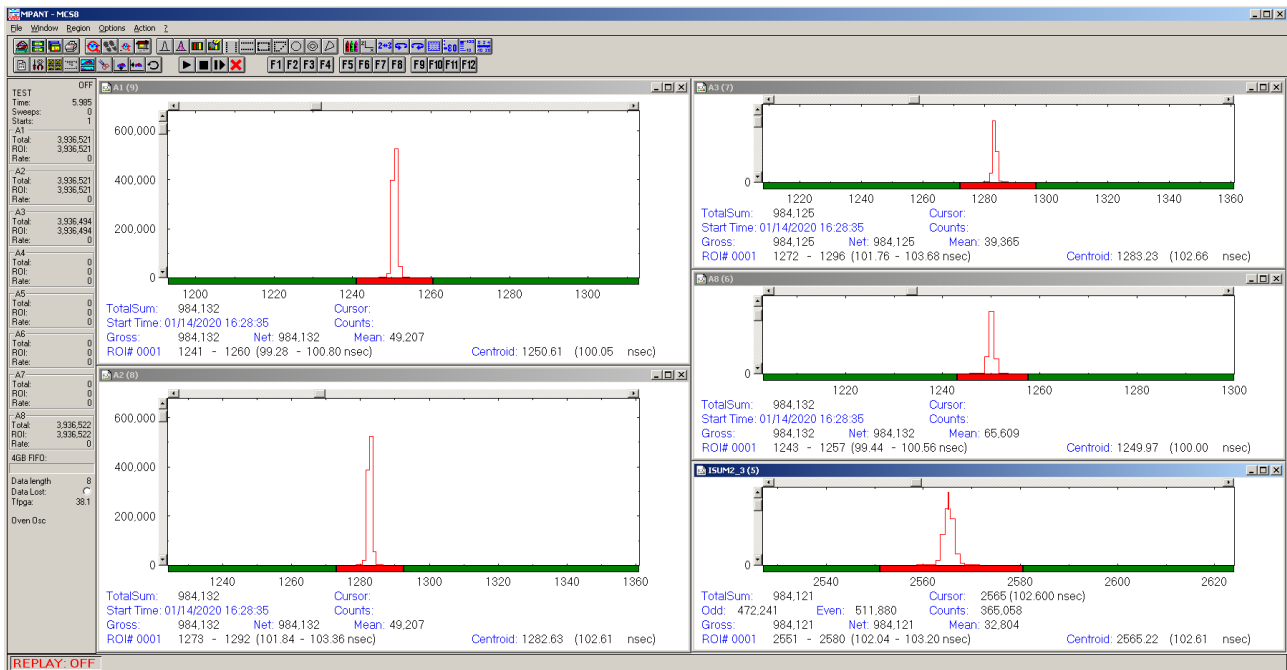 MPANT - MCS8
File Window Region Options Action ?
F1 F2 F3 F4 F5 F6 F7 F8 F9 F10 F11 F12
OFF
TEST
Time: 5,985
Sweeps: 0
Starts: 1
A1
Total: 3,936,521
ROI: 3,936,521
Rate: 0
A2
Total: 3,936,521
ROI: 3,936,521
Rate: 0
A3
Total: 3,936,494
ROI: 3,936,494
Rate: 0
A4
Total: 0
ROI: 0
Rate: 0
A5
Total: 0
ROI: 0
Rate: 0
A6
Total: 0
ROI: 0
Rate: 0
A7
Total: 0
ROI: 0
Rate: 0
A8
Total: 3,936,522
ROI: 3,936,522
Rate: 0
4GB FIFO:
Data length 8
Data Lost:
Tfpga: 38.1
Oven Osc
A1 (9)
600,000
400,000
200,000
0
1200 1220 1240 1260 1280 1300
TotalSum: 984,132 Cursor:
Start Time: 01/14/2020 16:28:35 Counts:
Gross: 984,132 Net: 984,132 Mean: 49,207
ROI# 0001 1241 - 1260 (99.28 - 100.80 nsec) Centroid: 1250.61 (100.05 nsec)
A2 (8)
600,000
400,000
200,000
0
1240 1260 1280 1300 1320 1340 1360
TotalSum: 984,132 Cursor:
Start Time: 01/14/2020 16:28:35 Counts:
Gross: 984,132 Net: 984,132 Mean: 49,207
ROI# 0001 1273 - 1292 (101.84 - 103.36 nsec) Centroid: 1282.63 (102.61 nsec)
A3 (7)
0
1220 1240 1260 1280 1300 1320 1340 1360
TotalSum: 984,125 Cursor:
Start Time: 01/14/2020 16:28:35 Counts:
Gross: 984,125 Net: 984,125 Mean: 39,365
ROI# 0001 1272 - 1296 (101.76 - 103.68 nsec) Centroid: 1283.23 (102.66 nsec)
A8 (6)
0
1220 1240 1260 1280 1300
TotalSum: 984,132 Cursor:
Start Time: 01/14/2020 16:28:35 Counts:
Gross: 984,132 Net: 984,132 Mean: 65,609
ROI# 0001 1243 - 1257 (99.44 - 100.56 nsec) Centroid: 1249.97 (100.00 nsec)
ISUM2_3 (5)
0
2540 2560 2580 2600 2620
TotalSum: 984,121 Cursor: 2565 (102.600 nsec)
Odd: 472,241 Even: 511,880 Counts: 365,058
Gross: 984,121 Net: 984,121 Mean: 32,804
ROI# 0001 2551 - 2580 (102.04 - 103.20 nsec) Centroid: 2565.22 (102.61 nsec)
REPLAY: OFF